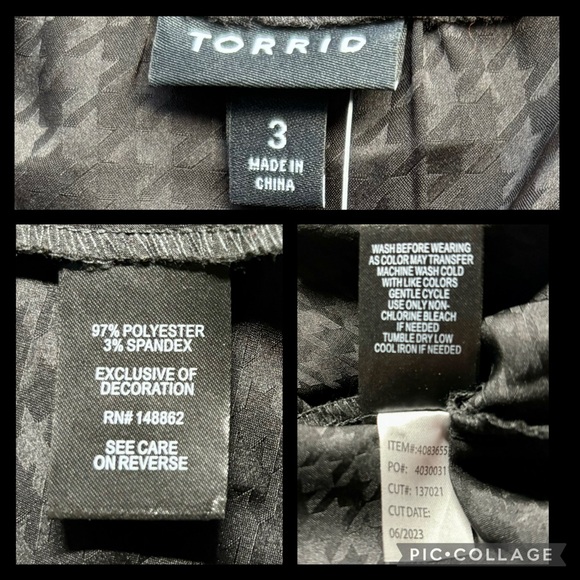 TORRID
3
MADE IN
CHINA
97% POLYESTER
3% SPANDEX
EXCLUSIVE OF
DECORATION
RN# 148862
SEE CARE
ON REVERSE
WASH BEFORE WEARING
AS COLOR MAY TRANSFER
MACHINE WASH COLD
WITH LIKE COLORS
GENTLE CYCLE
USE ONLY NON-
CHLORINE BLEACH
IF NEEDED
TUMBLE DRY LOW
COOL IRON IF NEEDED
ITEM#:4083655
PO#: 4030031
CUT#: 137021
CUT DATE:
06/2023
PIC•COLLAGE